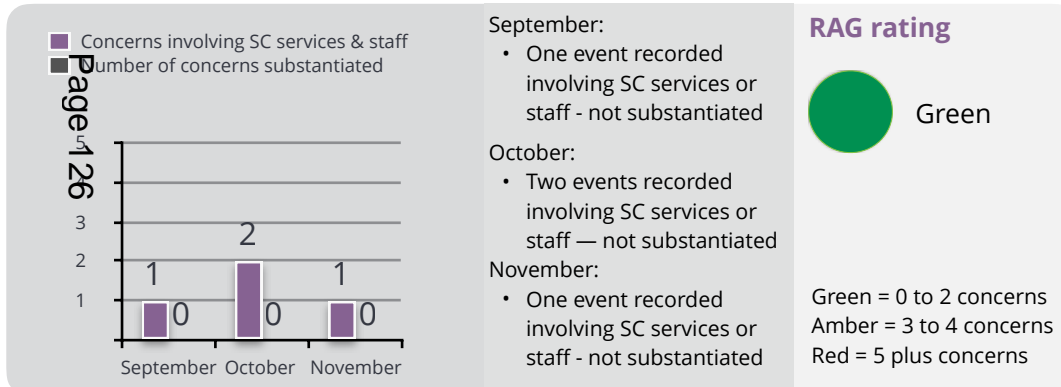 Concerns involving SC services & staff
Number of concerns substantiated
Page 126
5
4
3
2
1
1
0
2
0
1
0
September October November
September:
• One event recorded
involving SC services or
staff - not substantiated
October:
• Two events recorded
involving SC services or
staff — not substantiated
November:
• One event recorded
involving SC services or
staff - not substantiated
RAG rating
Green
Green = 0 to 2 concerns
Amber = 3 to 4 concerns
Red = 5 plus concerns